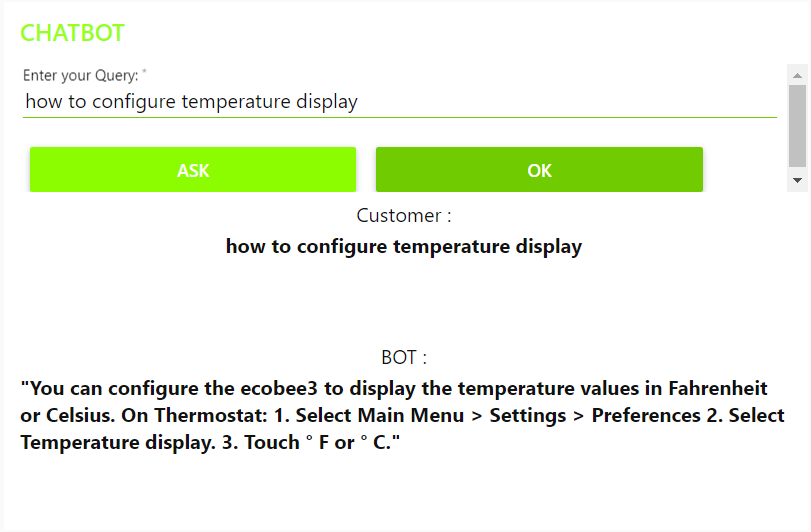 CHATBOT
Enter your Query: *
how to configure temperature display
ASK
OK
Customer :
how to configure temperature display
BOT :
"You can configure the ecobee3 to display the temperature values in Fahrenheit
or Celsius. On Thermostat: 1. Select Main Menu > Settings > Preferences 2. Select
Temperature display. 3. Touch ° F or ° C."